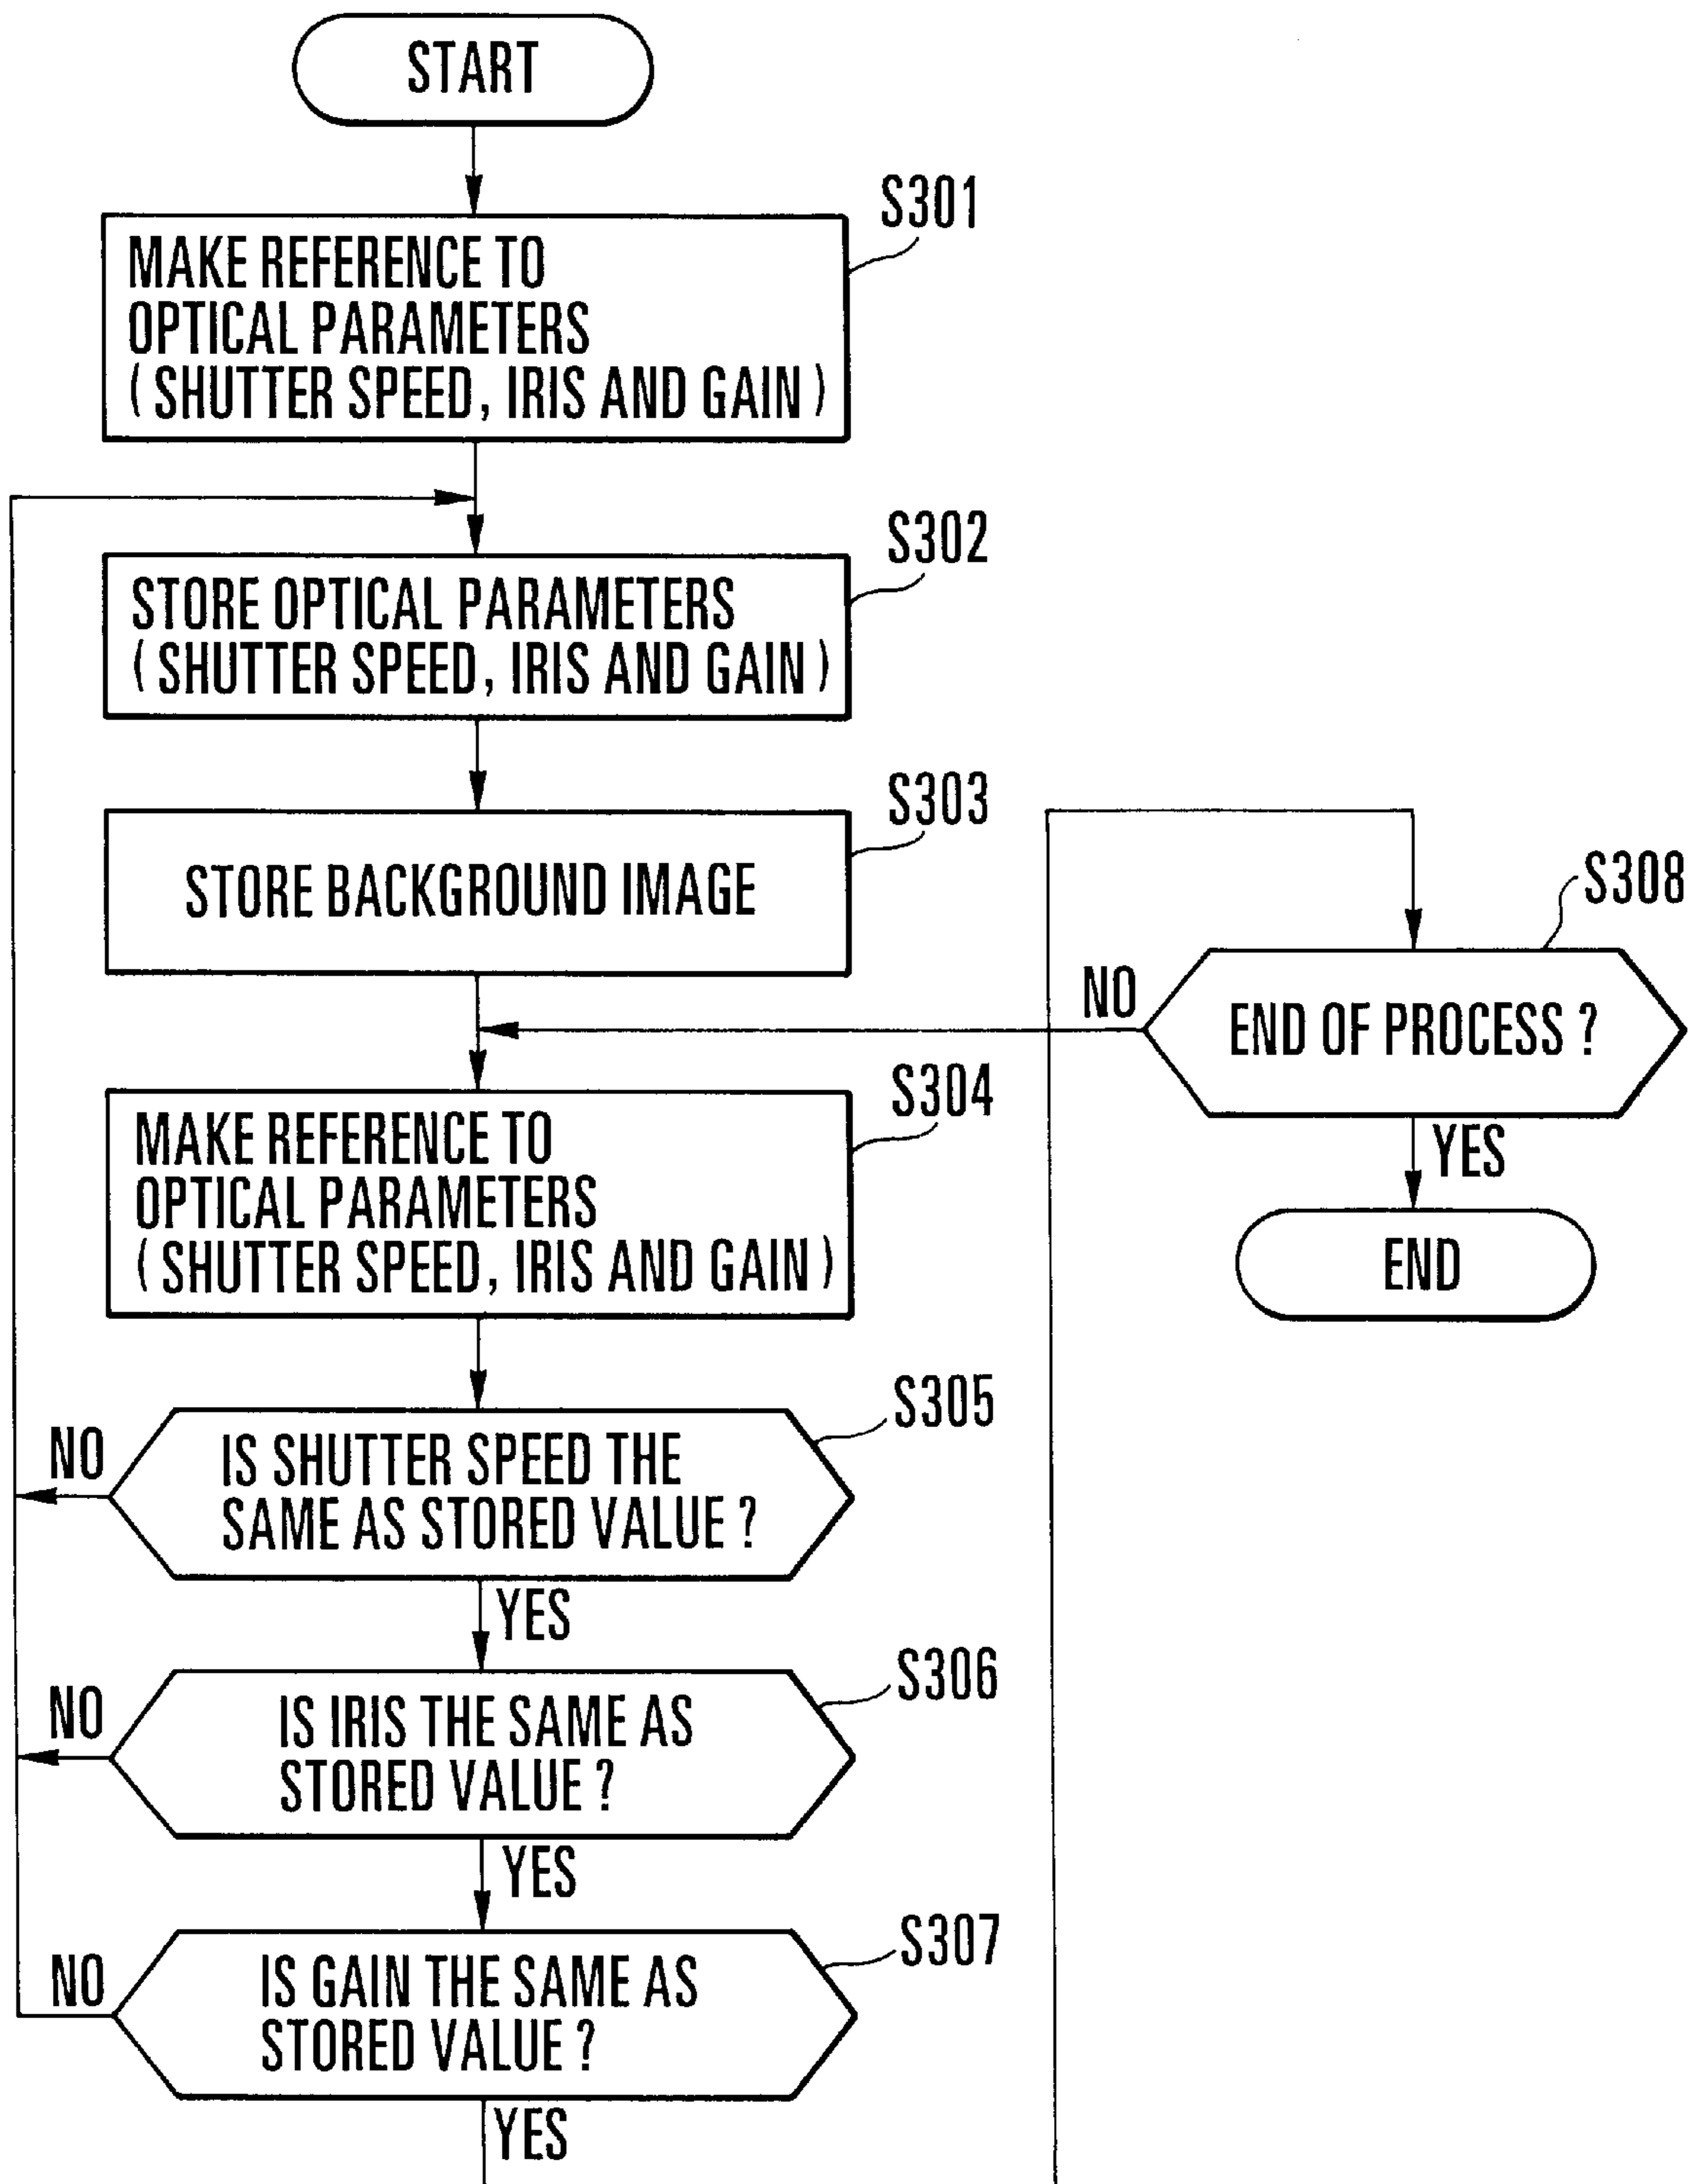 START
S301
MAKE REFERENCE TO
OPTICAL PARAMETERS
(SHUTTER SPEED, IRIS AND GAIN)
S302
STORE OPTICAL PARAMETERS
(SHUTTER SPEED, IRIS AND GAIN)
S303
STORE BACKGROUND IMAGE
S308
NO
END OF PROCESS ?
YES
END
S304
MAKE REFERENCE TO
OPTICAL PARAMETERS
(SHUTTER SPEED, IRIS AND GAIN)
S305
NO
IS SHUTTER SPEED THE
SAME AS STORED VALUE ?
YES
S306
NO
IS IRIS THE SAME AS
STORED VALUE ?
YES
S307
NO
IS GAIN THE SAME AS
STORED VALUE ?
YES